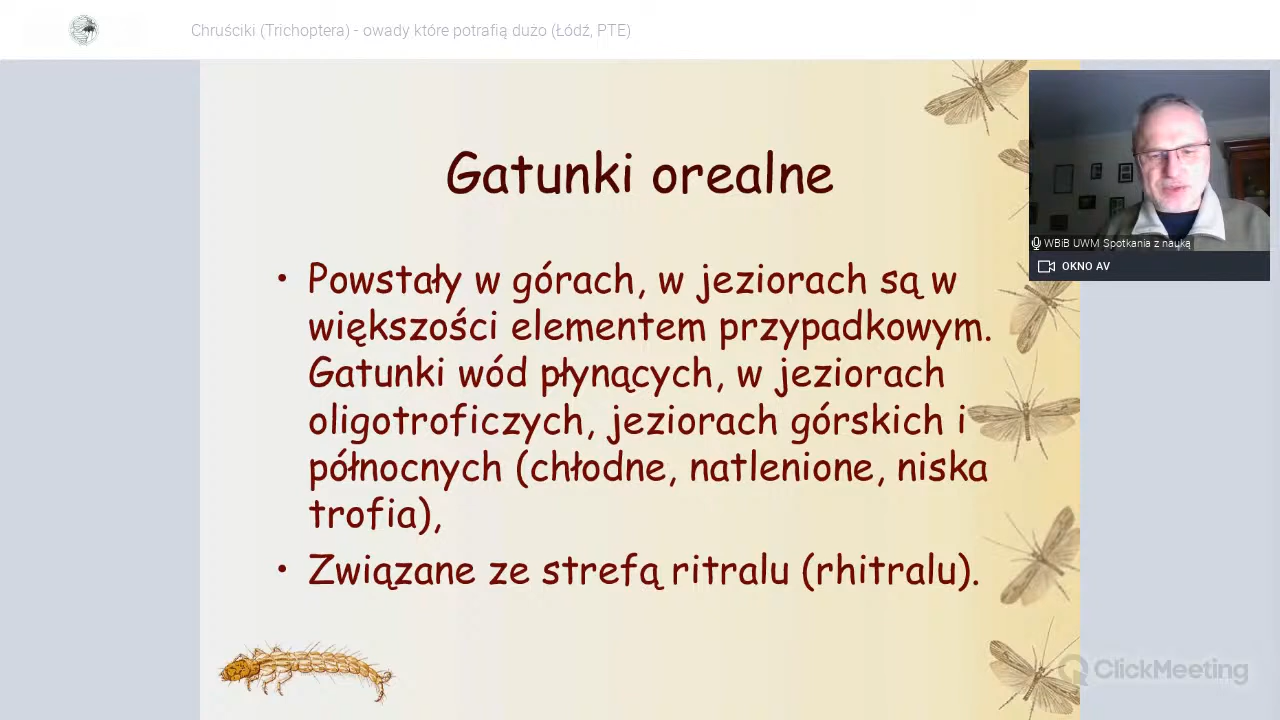 Chruściki (Trichoptera) - owady które potrafią dużo (Łódź, PTE)
Gatunki orealne
WBiB UWM Spotkania z nauką
OKNO AV
• Powstały w górach, w jeziorach są w
większości elementem przypadkowym.
Gatunki wód płynących, w jeziorach
oligotroficzych, jeziorach górskich i
północnych (chłodne, natlenione, niska
trofia),
• Związane ze strefą ritralu (rhitralu).
ClickMeeting